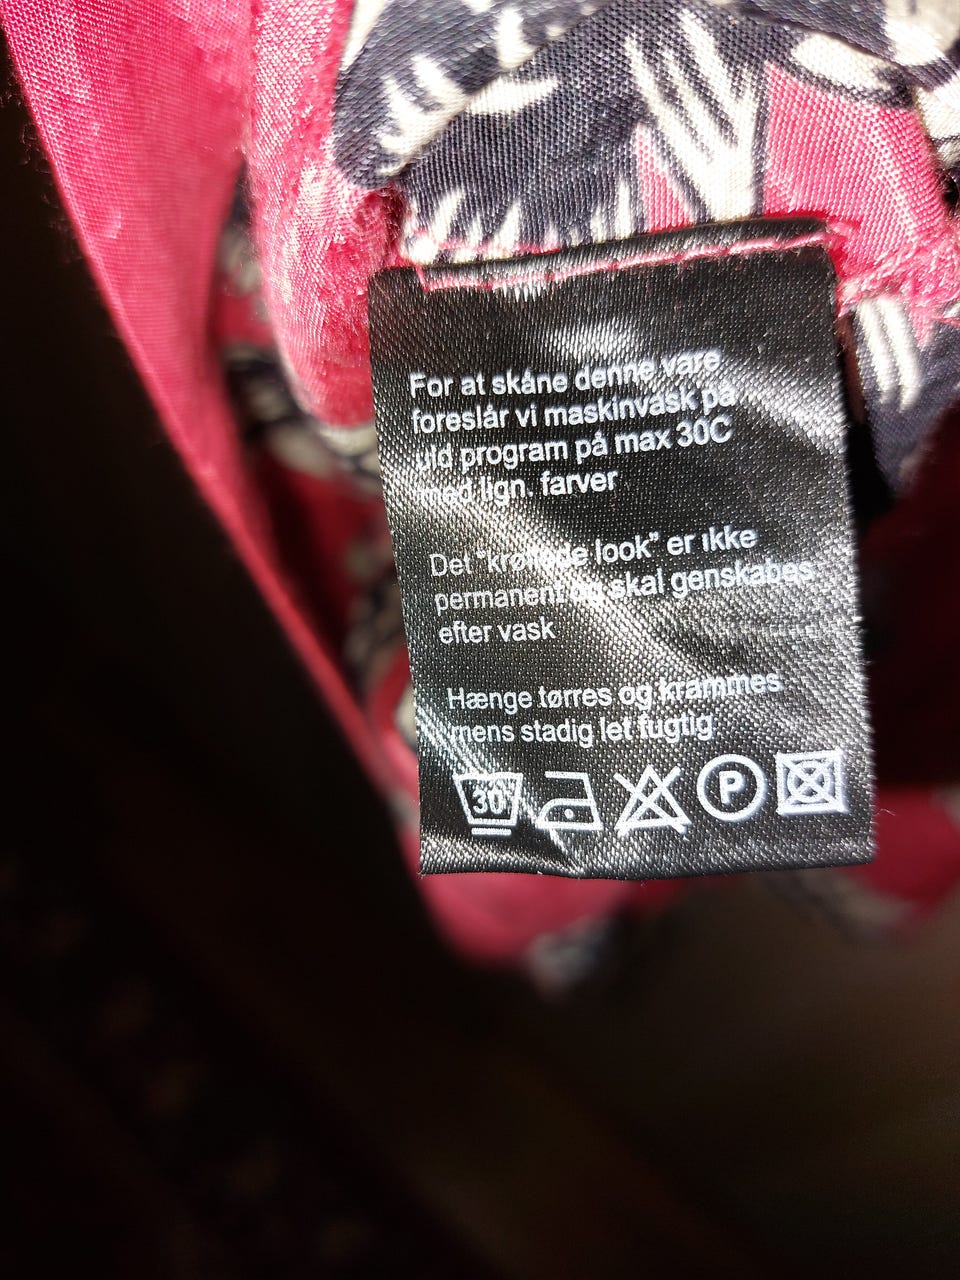 For at skåne denne vare
foreslår vi maskinvask på
uld program på max 30C
med lign. farver
Det "krøllede look" er ikke
permanent og skal genskabes
efter vask
Hænge tørres og krammes
mens stadig let fugtig
30 P